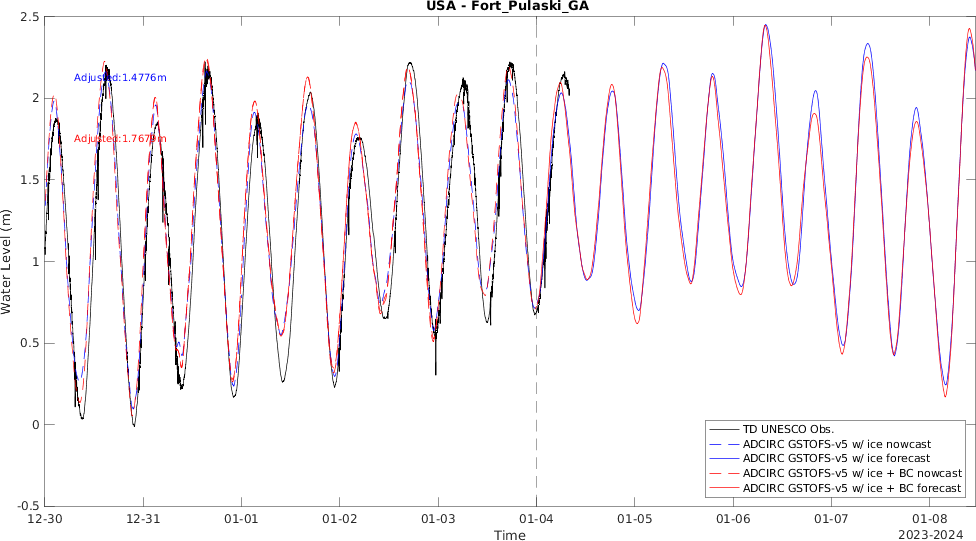 USA - Fort_Pulaski_GA
2.5
2
1.5
1
0.5
0
-0.5
Water Level (m)
Adjusted:1.4776m
Adjusted:1.7679m
TD UNESCO Obs.
ADCIRC GSTOFS-v5 w/ ice nowcast
ADCIRC GSTOFS-v5 w/ ice forecast
ADCIRC GSTOFS-v5 w/ ice + BC nowcast
ADCIRC GSTOFS-v5 w/ ice + BC forecast
12-30 12-31 01-01 01-02 01-03 01-04 01-05 01-06 01-07 01-08
Time
2023-2024